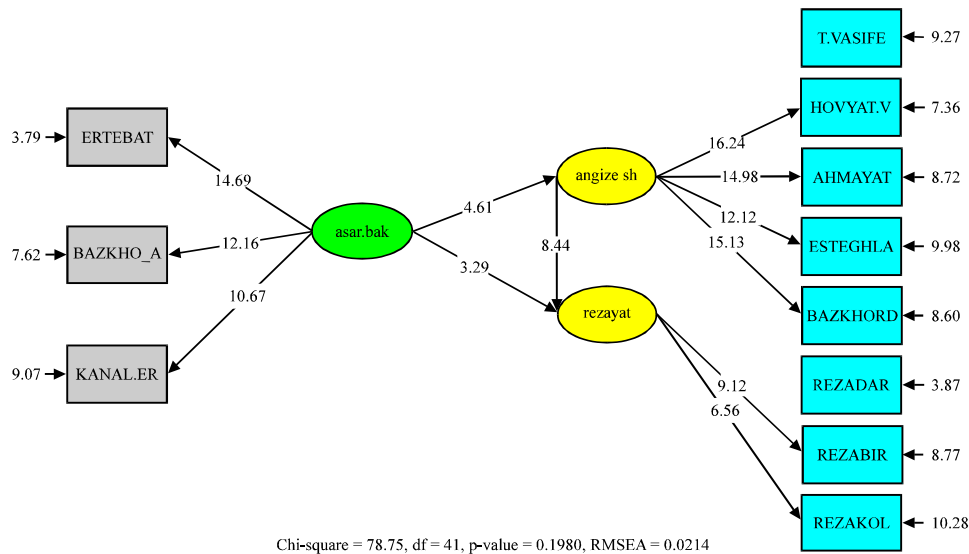 T.VASIFE 9.27
HOVYAT.V 7.36
16.24
3.79 ERTEBAT
angize sh 14.98 AHMAYAT 8.72
14.69
4.61
12.12
asar.bak
12.16
15.13
ESTEGHLA 9.98
7.62 BAZKHO_A
8.44
3.29
10.67
rezayat
BAZKHORD 8.60
9.07 KANAL.ER
9.12
REZADAR 3.87
6.56
REZABIR 8.77
REZAKOL 10.28
Chi-square = 78.75, df = 41, p-value = 0.1980, RMSEA = 0.0214